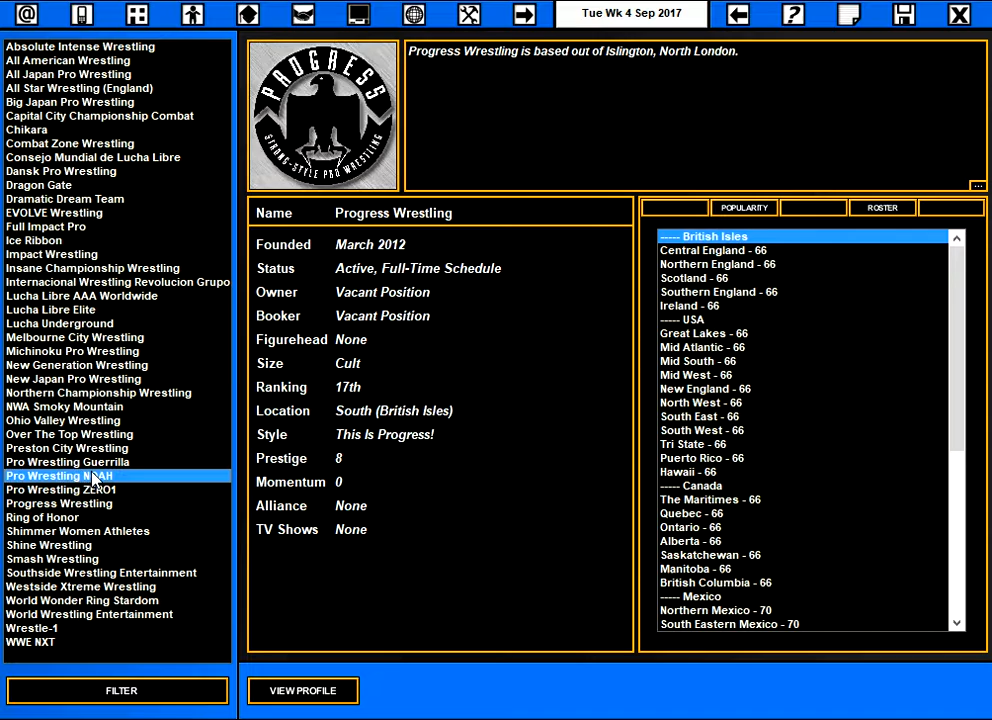 Tue Wk 4 Sep 2017
Absolute Intense Wrestling
All American Wrestling
All Japan Pro Wrestling
All Star Wrestling (England)
Big Japan Pro Wrestling
Capital City Championship Combat
Chikara
Combat Zone Wrestling
Consejo Mundial de Lucha Libre
Dansk Pro Wrestling
Dragon Gate
Dramatic Dream Team
EVOLVE Wrestling
Full Impact Pro
Ice Ribbon
Impact Wrestling
Insane Championship Wrestling
Internacional Wrestling Revolucion Grupo
Lucha Libre AAA Worldwide
Lucha Libre Elite
Lucha Underground
Melbourne City Wrestling
Michinoku Pro Wrestling
New Generation Wrestling
New Japan Pro Wrestling
Northern Championship Wrestling
NWA Smoky Mountain
Ohio Valley Wrestling
Over The Top Wrestling
Preston City Wrestling
Pro Wrestling Guerrilla
Pro Wrestling NOAH
Pro Wrestling ZERO1
Progress Wrestling
Ring of Honor
Shimmer Women Athletes
Shine Wrestling
Smash Wrestling
Southside Wrestling Entertainment
Westside Xtreme Wrestling
World Wonder Ring Stardom
World Wrestling Entertainment
Wrestle-1
WWE NXT
FILTER
PROGRESS
STRONG-STYLE PRO WRESTLING
Progress Wrestling is based out of Islington, North London.
...
Name Progress Wrestling
Founded March 2012
Status Active, Full-Time Schedule
Owner Vacant Position
Booker Vacant Position
Figurehead None
Size Cult
Ranking 17th
Location South (British Isles)
Style This Is Progress!
Prestige 8
Momentum 0
Alliance None
TV Shows None
POPULARITY ROSTER
----- British Isles
Central England - 66
Northern England - 66
Scotland - 66
Southern England - 66
Ireland - 66
----- USA
Great Lakes - 66
Mid Atlantic - 66
Mid South - 66
Mid West - 66
New England - 66
North West - 66
South East - 66
South West - 66
Tri State - 66
Puerto Rico - 66
Hawaii - 66
----- Canada
The Maritimes - 66
Quebec - 66
Ontario - 66
Alberta - 66
Saskatchewan - 66
Manitoba - 66
British Columbia - 66
----- Mexico
Northern Mexico - 70
South Eastern Mexico - 70
VIEW PROFILE